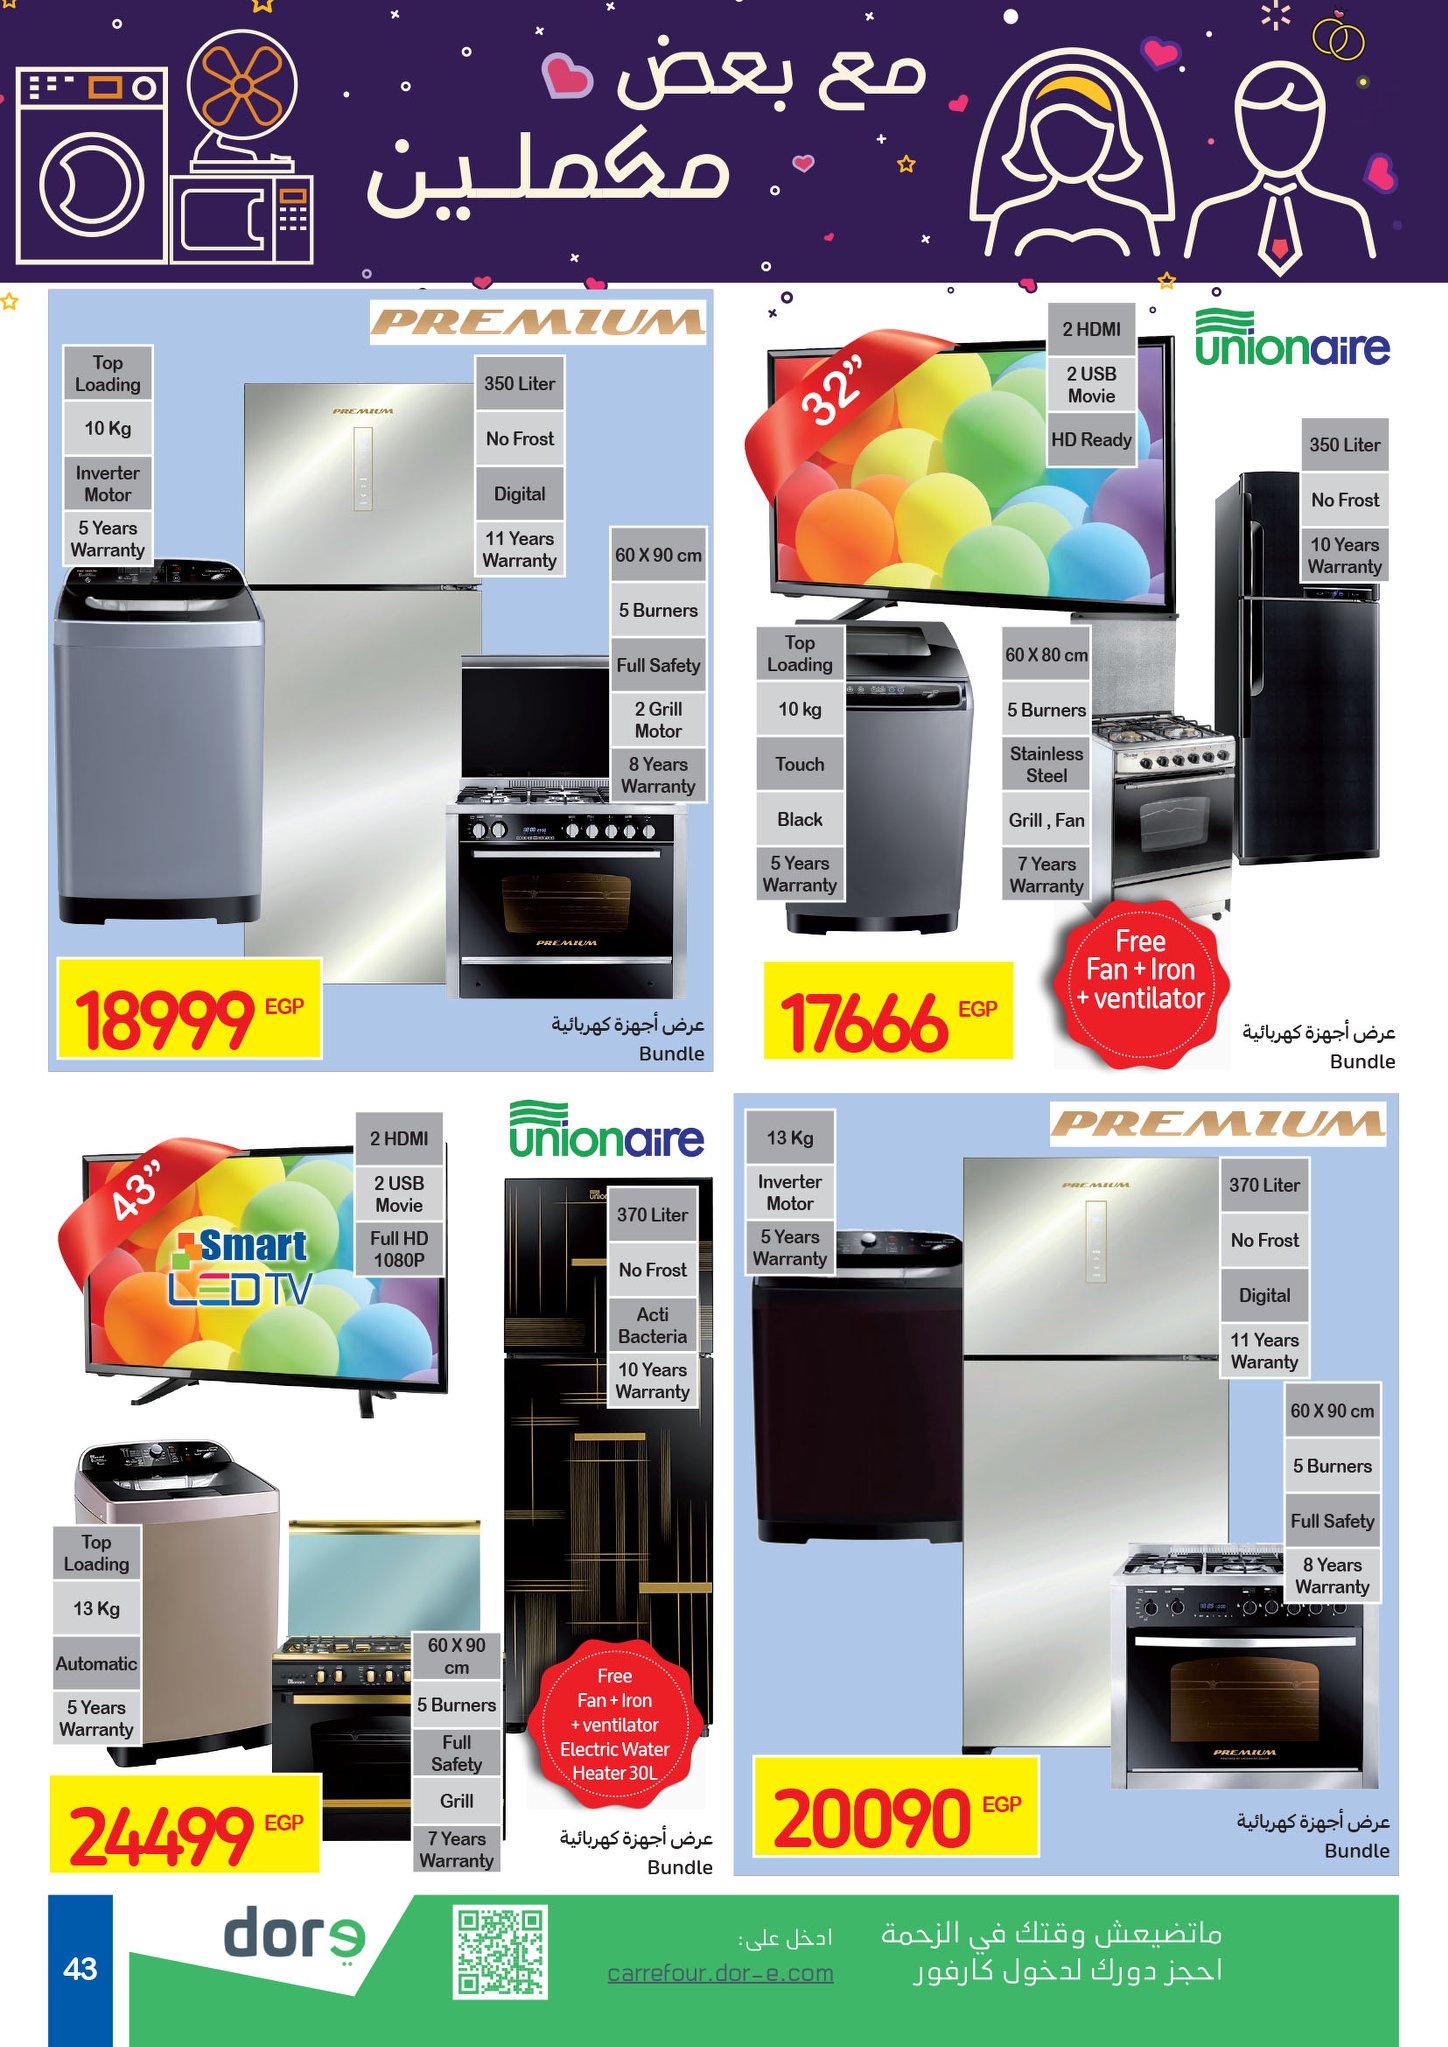 مع بعض
مكملين
PREMIUM
Top
Loading
10 Kg
Inverter
Motor
5 Years
Warranty
PREMIUM
350 Liter
No Frost
Digital
11 Years
Warranty
60 X 90 cm
5 Burners
Full Safety
2 Grill
Motor
8 Years
Warranty
PREMIUM
18999 EGP
عرض أجهزة كهربائية
Bundle
unionaire
32”
2 HDMI
2 USB
Movie
HD Ready
350 Liter
No Frost
10 Years
Warranty
Top
Loading
10 kg
Touch
Black
5 Years
Warranty
60 X 80 cm
5 Burners
Stainless
Steel
Grill , Fan
7 Years
Warranty
Free
Fan + Iron
+ ventilator
17666 EGP
عرض أجهزة كهربائية
Bundle
unionaire
43”
Smart
LED TV
2 HDMI
2 USB
Movie
Full HD
1080P
370 Liter
No Frost
Acti
Bacteria
10 Years
Warranty
Top
Loading
13 Kg
Automatic
5 Years
Warranty
60 X 90
cm
5 Burners
Full
Safety
Grill
7 Years
Warranty
Free
Fan + Iron
+ ventilator
Electric Water
Heater 30L
24499 EGP
عرض أجهزة كهربائية
Bundle
PREMIUM
13 Kg
Inverter
Motor
5 Years
Warranty
PREMIUM
370 Liter
No Frost
Digital
11 Years
Waranty
60 X 90 cm
5 Burners
Full Safety
8 Years
Warranty
PREMIUM
20090 EGP
عرض أجهزة كهربائية
Bundle
43
dore
ادخل على:
carrefour.dor-e.com
ماتضيعش وقتك في الزحمة
احجز دورك لدخول كارفور